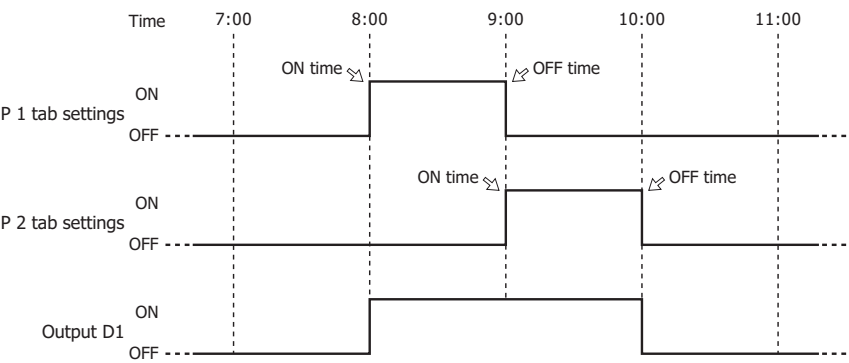 Time 7:00 8:00 9:00 10:00 11:00
ON time OFF time
ON
P 1 tab settings
OFF
ON time OFF time
ON
P 2 tab settings
OFF
ON
Output D1
OFF